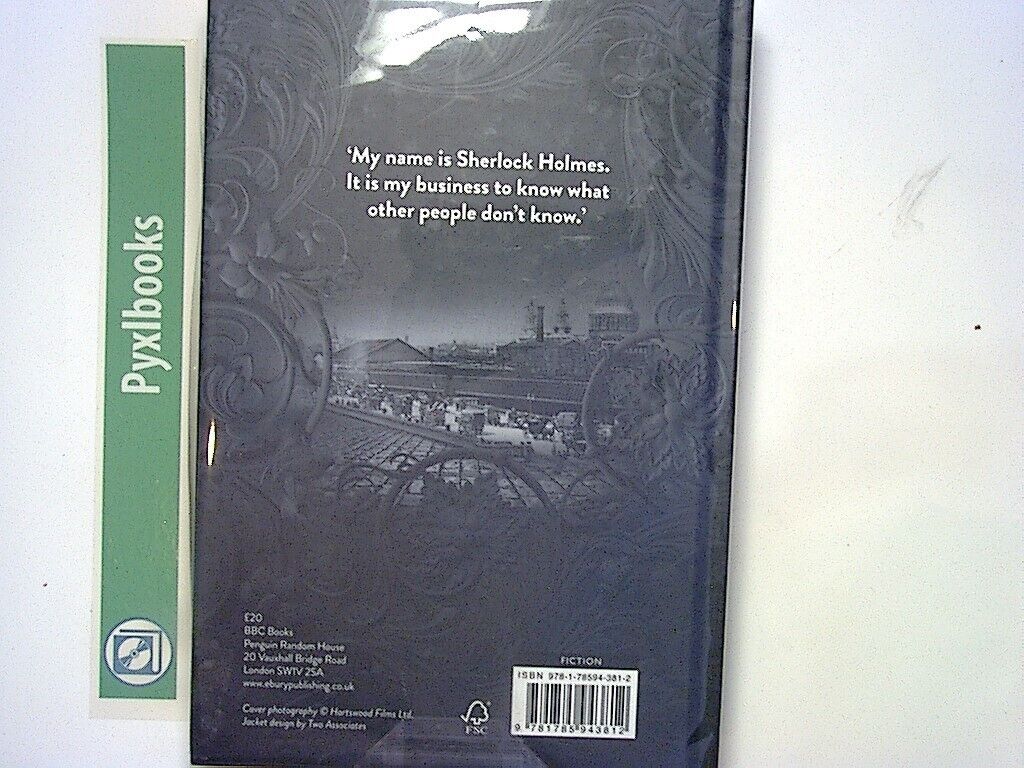 Pyxlbooks
‘My name is Sherlock Holmes.
It is my business to know what
other people don’t know.’
£20
BBC Books
Penguin Random House
20 Vauxhall Bridge Road
London SW1V 2SA
www.eburypublishing.co.uk
Cover photography © Hartswood Films Ltd.
Jacket design by Two Associates
FSC
FICTION
ISBN 978-1-78594-381-2
9 781785 943812